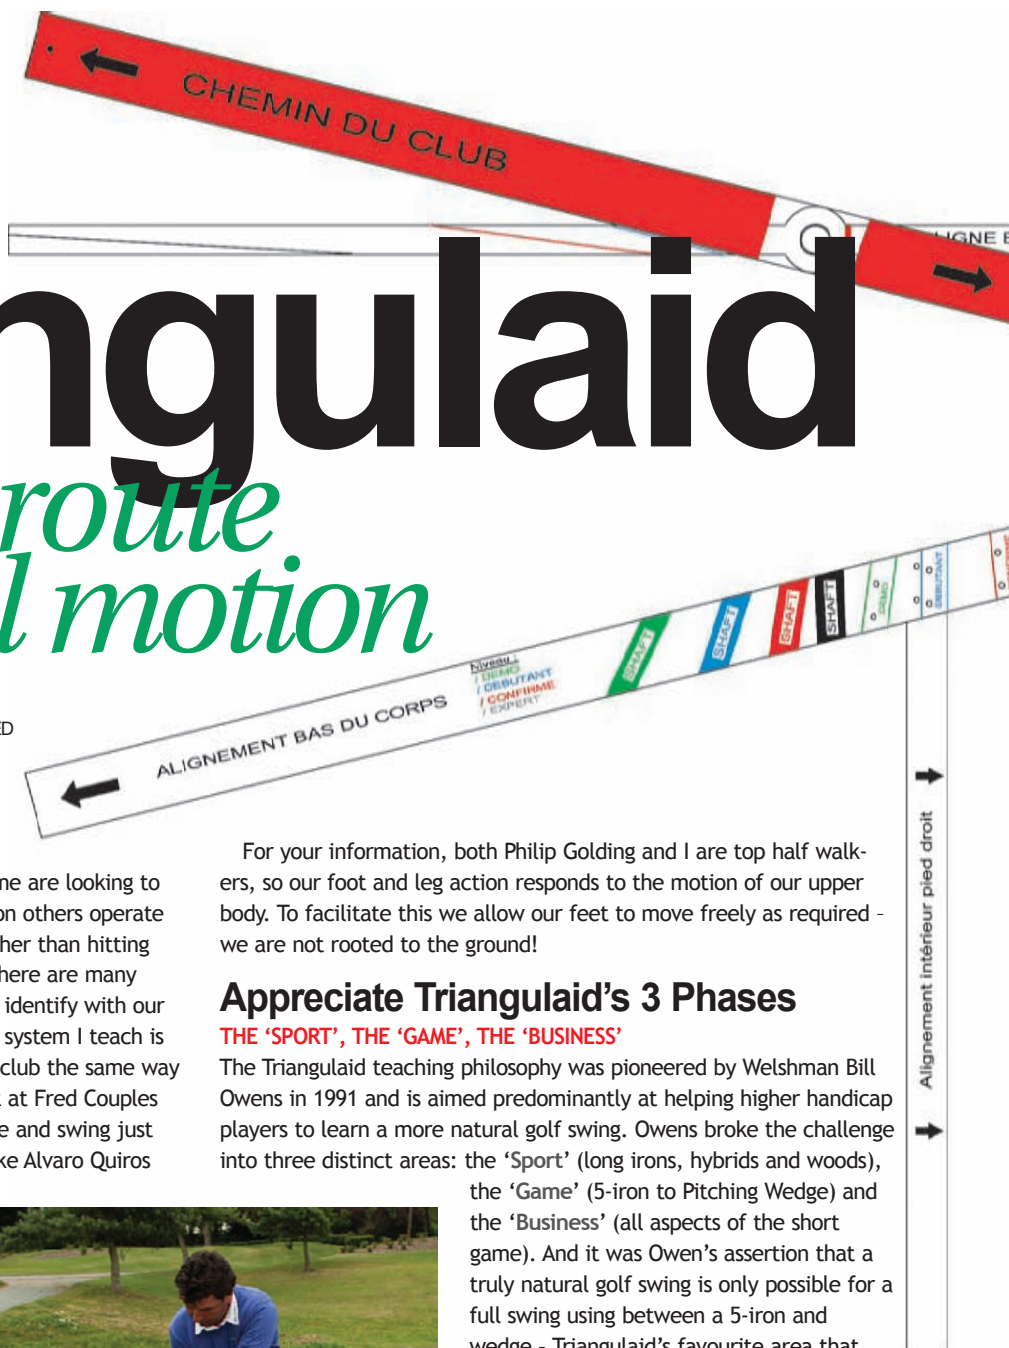 CHEMIN DU CLUB
LIGNE
ngulaid
route
motion
SHAFT
SHAFT
SHAFT
SHAFT
DEMO
DEBUTANT
Niveau :
/ DEMO
/ DEBUTANT
/ CONFIRME
/ EXPERT
ALIGNEMENT BAS DU CORPS
Alignement intérieur pied droit
ED
me are looking to
on others operate
her than hitting
here are many
identify with our
system I teach is
club the same way
at Fred Couples
e and swing just
ke Alvaro Quiros
For your information, both Philip Golding and I are top half walk-
ers, so our foot and leg action responds to the motion of our upper
body. To facilitate this we allow our feet to move freely as required –
we are not rooted to the ground!
Appreciate Triangulaid’s 3 Phases
THE ‘SPORT’, THE ‘GAME’, THE ‘BUSINESS’
The Triangulaid teaching philosophy was pioneered by Welshman Bill
Owens in 1991 and is aimed predominantly at helping higher handicap
players to learn a more natural golf swing. Owens broke the challenge
into three distinct areas: the ‘Sport’ (long irons, hybrids and woods),
the ‘Game’ (5-iron to Pitching Wedge) and
the ‘Business’ (all aspects of the short
game). And it was Owen’s assertion that a
truly natural golf swing is only possible for a
full swing using between a 5-iron and
wedge - Triangulaid’s favourite area that